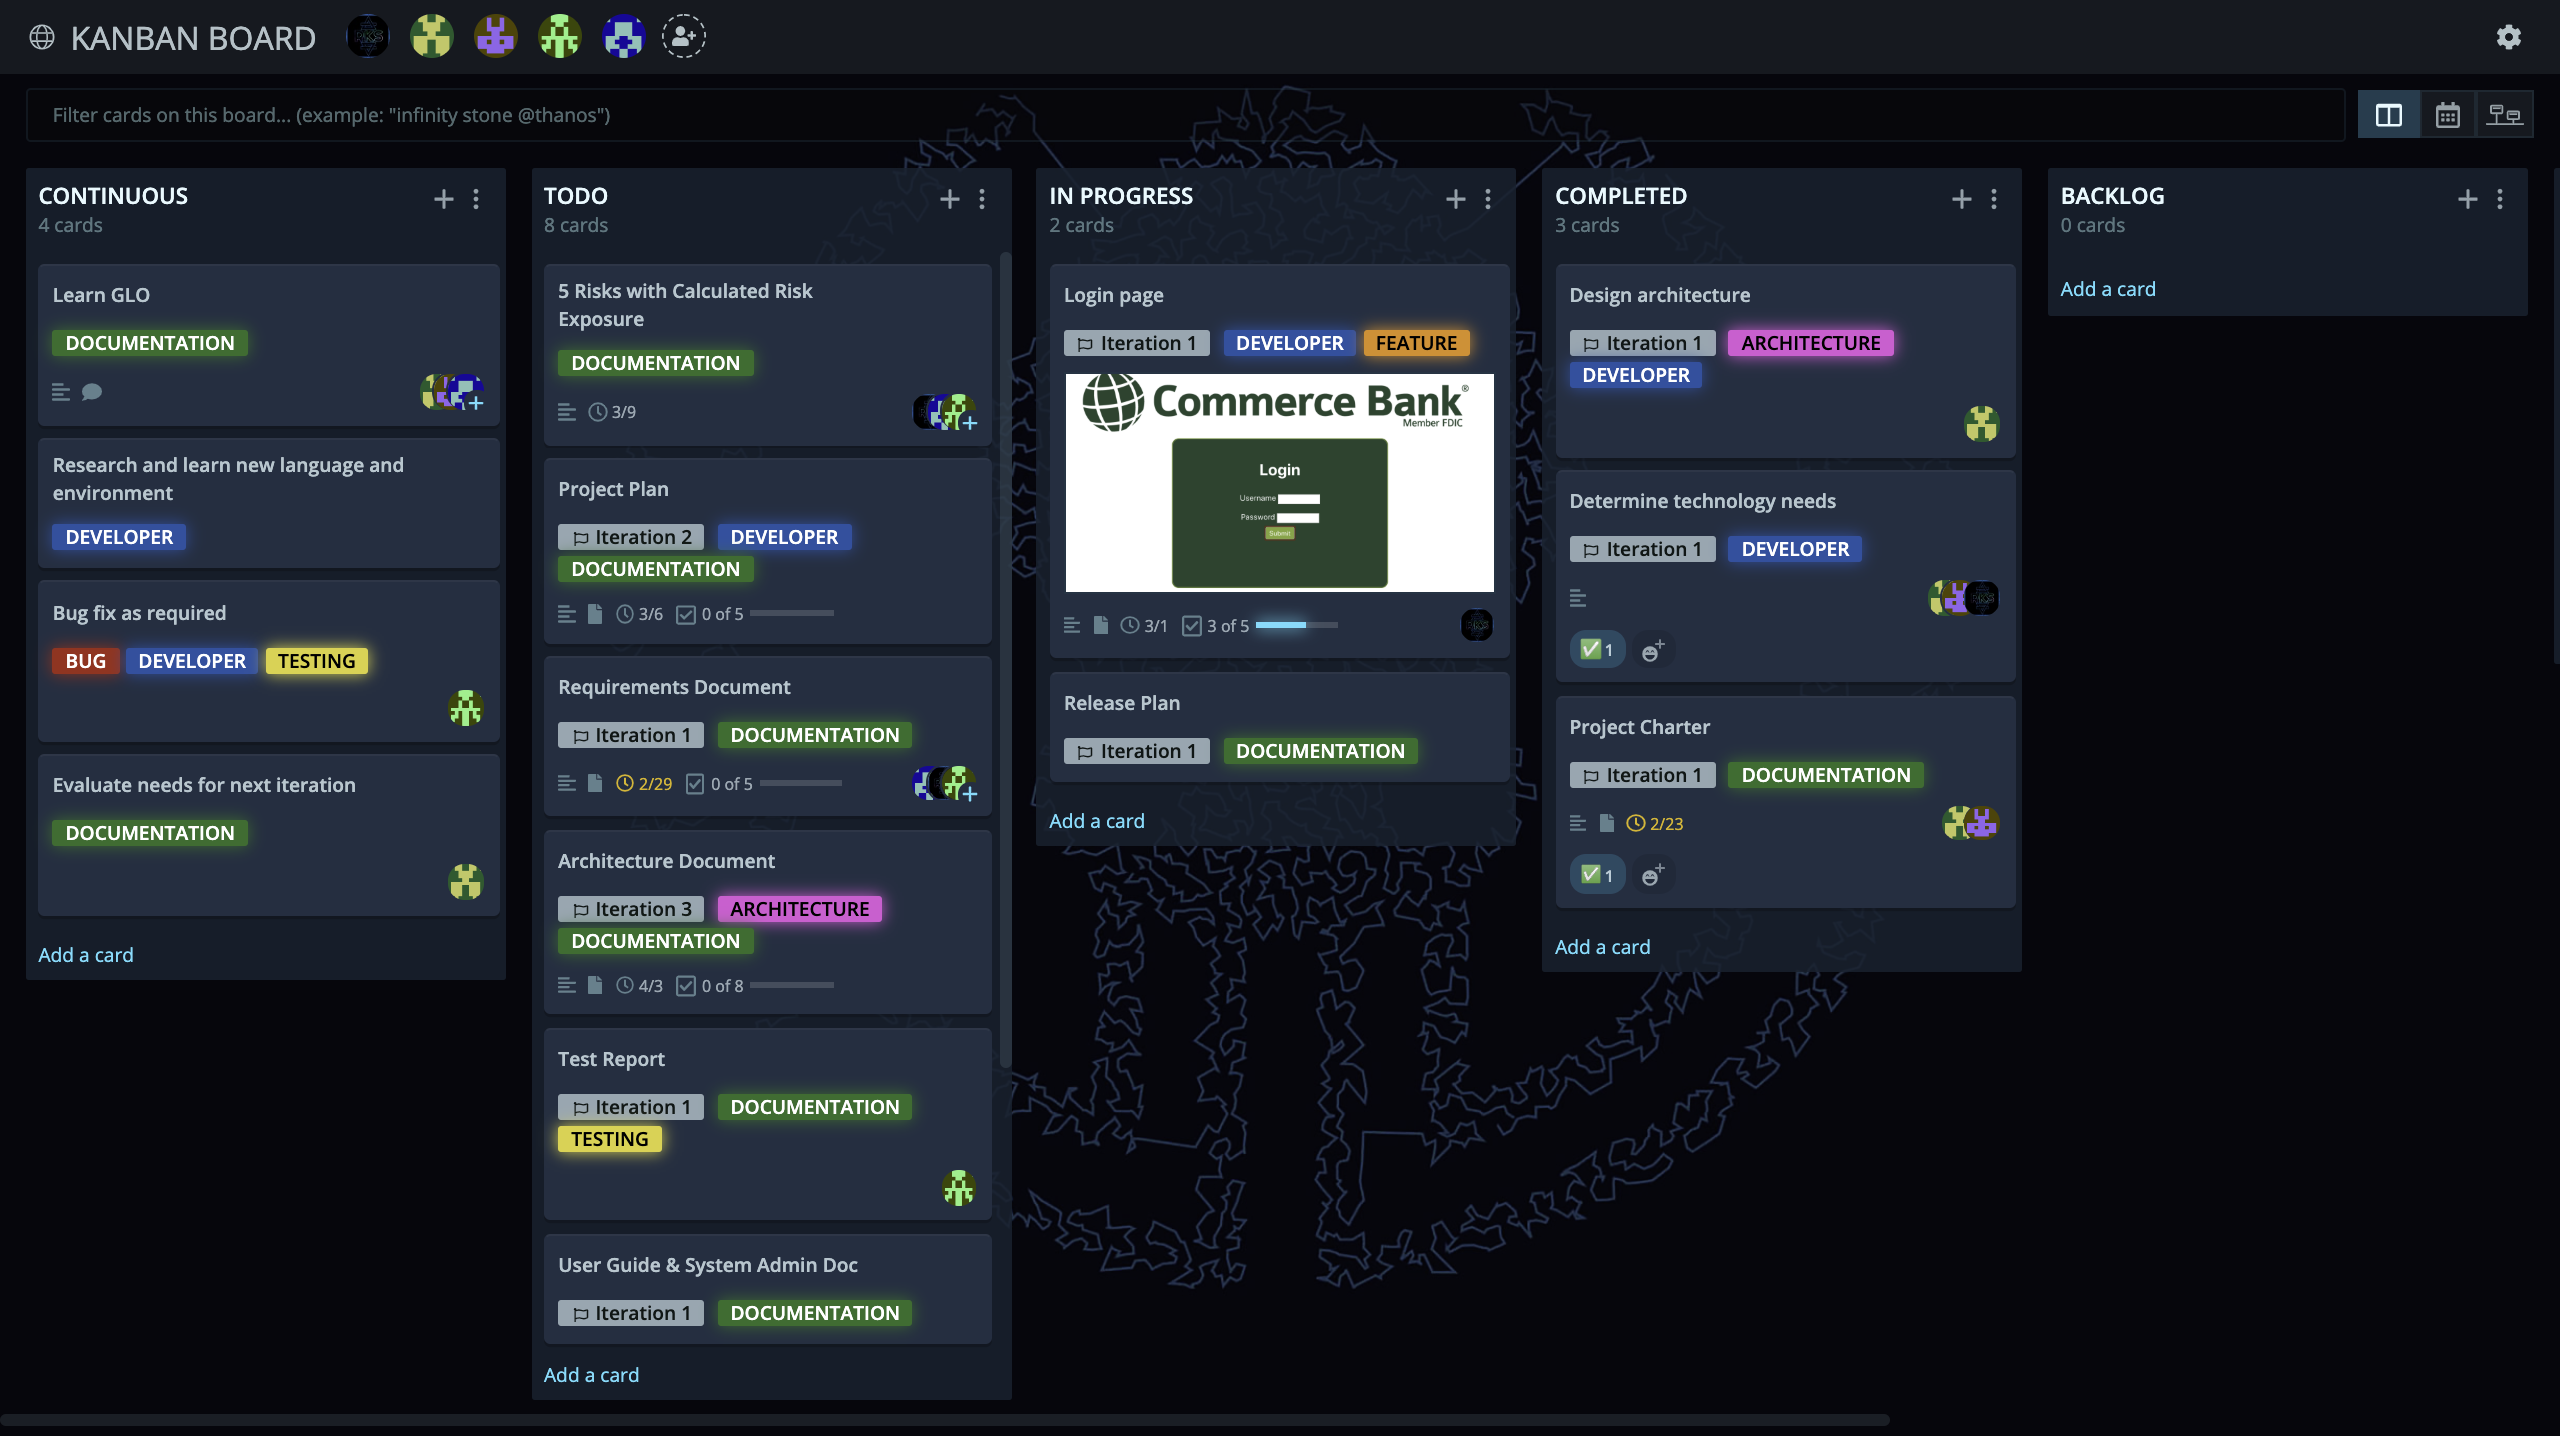 KANBAN BOARD
Filter cards on this board... (example: "infinity stone @thanos")
CONTINUOUS
4 cards
Learn GLO
DOCUMENTATION
Research and learn new language and
environment
DEVELOPER
Bug fix as required
BUG DEVELOPER TESTING
Evaluate needs for next iteration
DOCUMENTATION
Add a card
TODO
8 cards
5 Risks with Calculated Risk
Exposure
DOCUMENTATION
3/9
Project Plan
Iteration 2 DEVELOPER
DOCUMENTATION
3/6 0 of 5
Requirements Document
Iteration 1 DOCUMENTATION
2/29 0 of 5
Architecture Document
Iteration 3 ARCHITECTURE
DOCUMENTATION
4/3 0 of 8
Test Report
Iteration 1 DOCUMENTATION
TESTING
User Guide & System Admin Doc
Iteration 1 DOCUMENTATION
Add a card
IN PROGRESS
2 cards
Login page
Iteration 1 DEVELOPER FEATURE
Commerce Bank®
Member FDIC
Login
Username
Password
Submit
3/1 3 of 5
Release Plan
Iteration 1 DOCUMENTATION
Add a card
COMPLETED
3 cards
Design architecture
Iteration 1 ARCHITECTURE
DEVELOPER
Determine technology needs
Iteration 1 DEVELOPER
1
Project Charter
Iteration 1 DOCUMENTATION
2/23
1
Add a card
BACKLOG
0 cards
Add a card